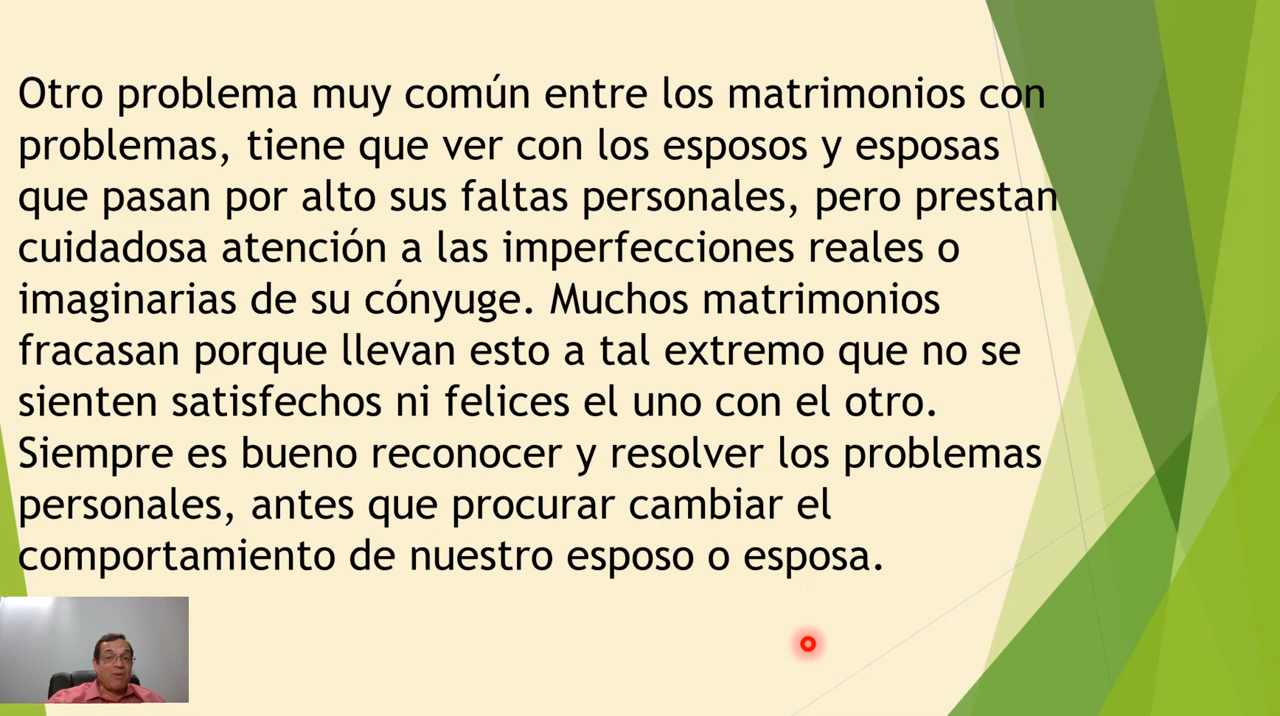 Otro problema muy común entre los matrimonios con
problemas, tiene que ver con los esposos y esposas
que pasan por alto sus faltas personales, pero prestan
cuidadosa atención a las imperfecciones reales o
imaginarias de su cónyuge. Muchos matrimonios
fracasan porque llevan esto a tal extremo que no se
sienten satisfechos ni felices el uno con el otro.
Siempre es bueno reconocer y resolver los problemas
personales, antes que procurar cambiar el
comportamiento de nuestro esposo o esposa.